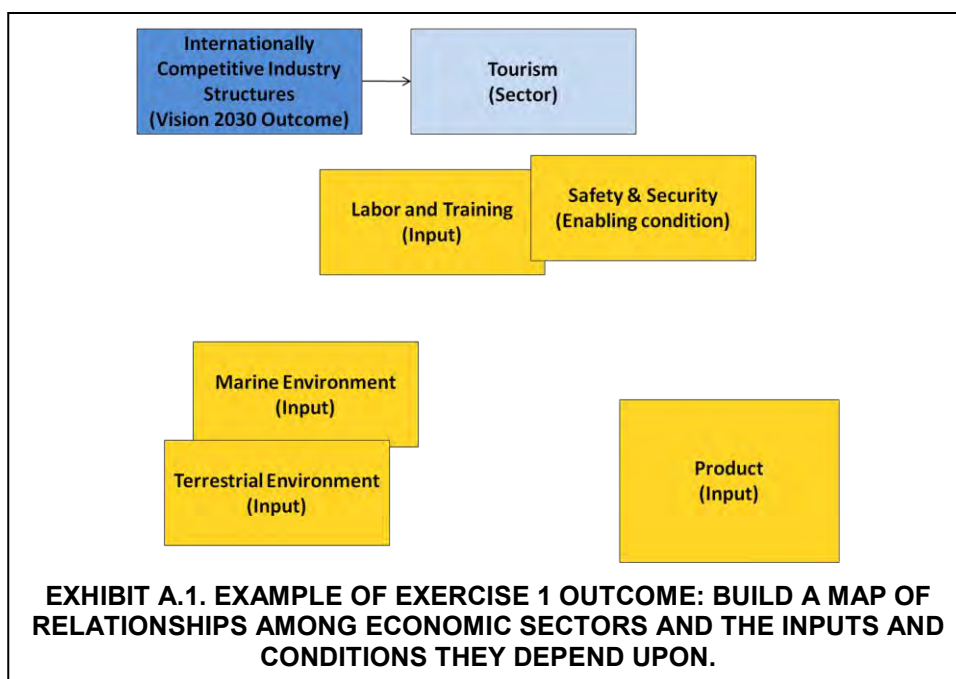 Internationally
Competitive Industry
Structures
(Vision 2030 Outcome)
Tourism
(Sector)
Labor and Training
(Input)
Safety & Security
(Enabling condition)
Marine Environment
(Input)
Terrestrial Environment
(Input)
Product
(Input)
EXHIBIT A.1. EXAMPLE OF EXERCISE 1 OUTCOME: BUILD A MAP OF
RELATIONSHIPS AMONG ECONOMIC SECTORS AND THE INPUTS AND
CONDITIONS THEY DEPEND UPON.